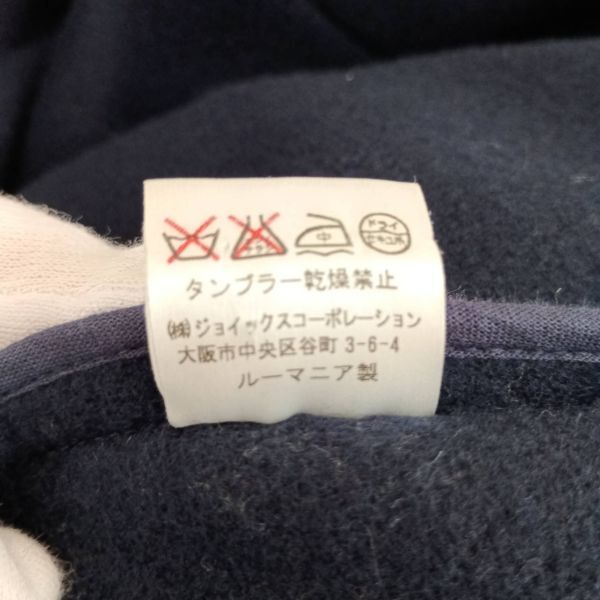 中 ドライ セキユ系
タンブラー乾燥禁止
㈱ジョイックスコーポレーション
大阪市中央区谷町 3-6-4
ルーマニア製